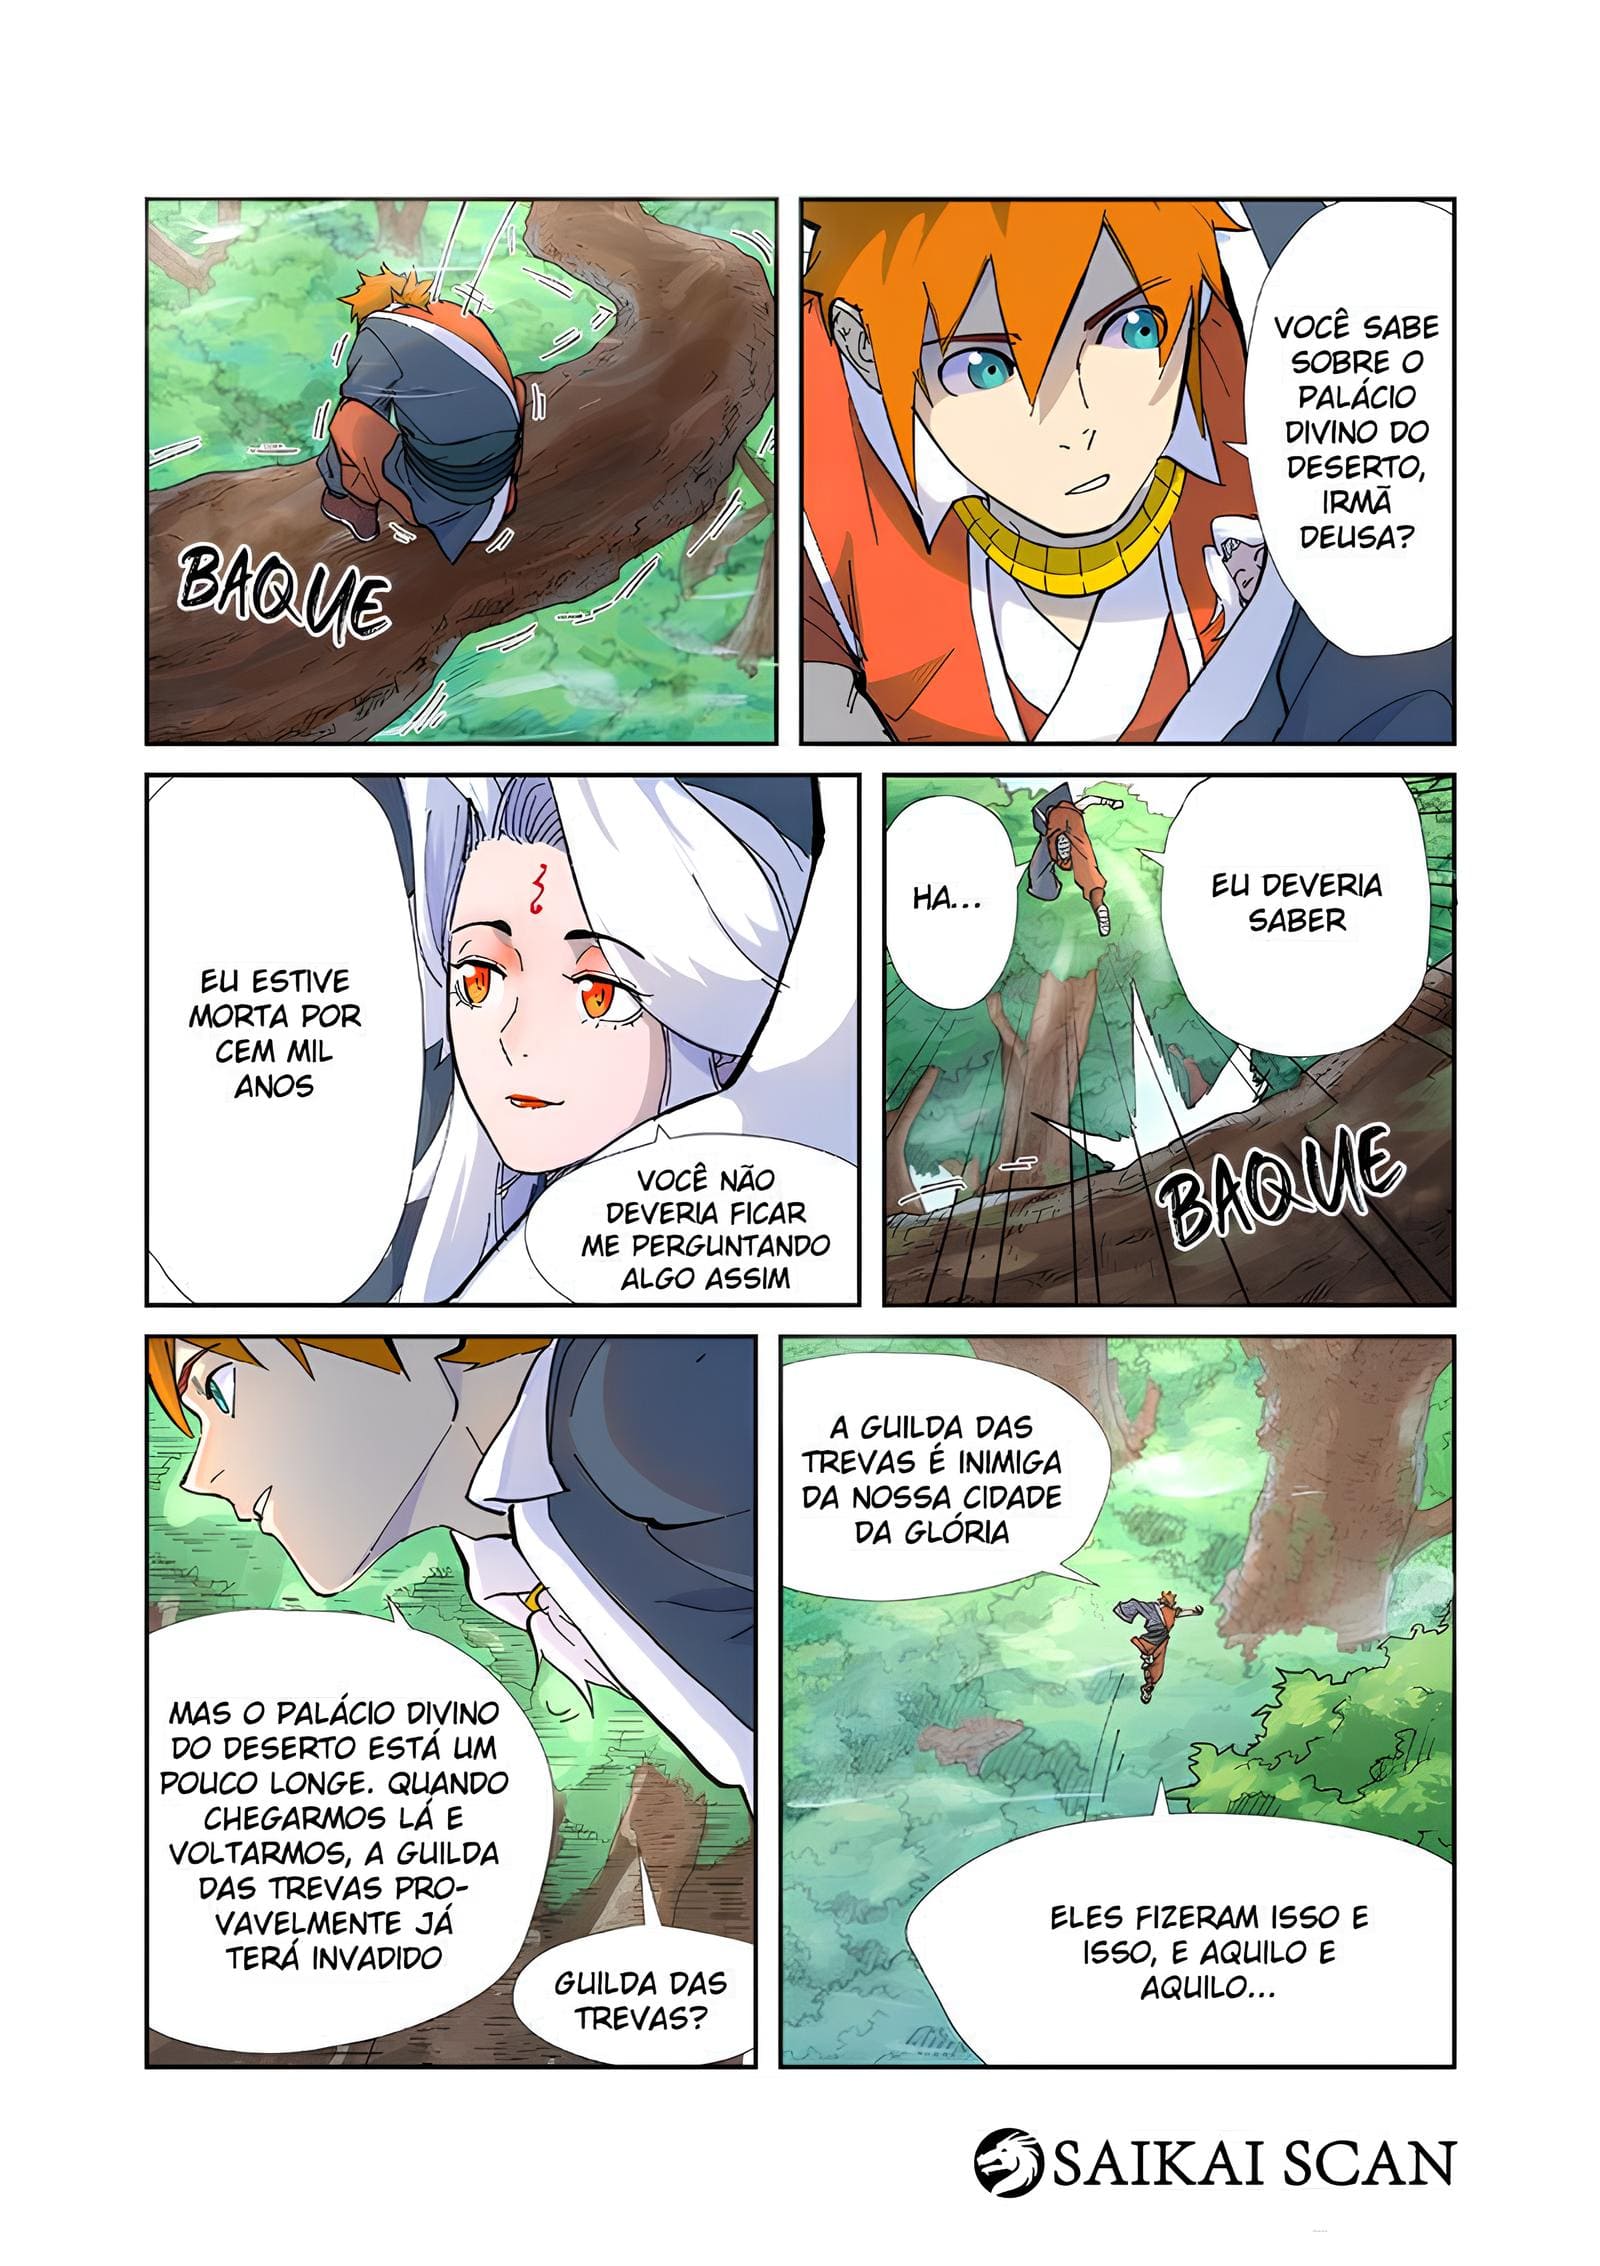 BAQUE
VOCÊ SABE
SOBRE O
PALÁCIO
DIVINO DO
DESERTO,
IRMÃ
DEUSA?
EU ESTIVE
MORTA POR
CEM MIL
ANOS
VOCÊ NÃO
DEVERIA FICAR
ME PERGUNTANDO
ALGO ASSIM
HA...
EU DEVERIA
SABER
BAQUE
MAS O PALÁCIO DIVINO
DO DESERTO ESTÁ UM
POUCO LONGE. QUANDO
CHEGARMOS LÁ E
VOLTARMOS, A GUILDA
DAS TREVAS PRO-
VAVELMENTE JÁ
TERÁ INVADIDO
GUILDA DAS
TREVAS?
A GUILDA DAS
TREVAS É INIMIGA
DA NOSSA CIDADE
DA GLÓRIA
ELES FIZERAM ISSO E
ISSO, E AQUILO E
AQUILO...
SAIKAI SCAN